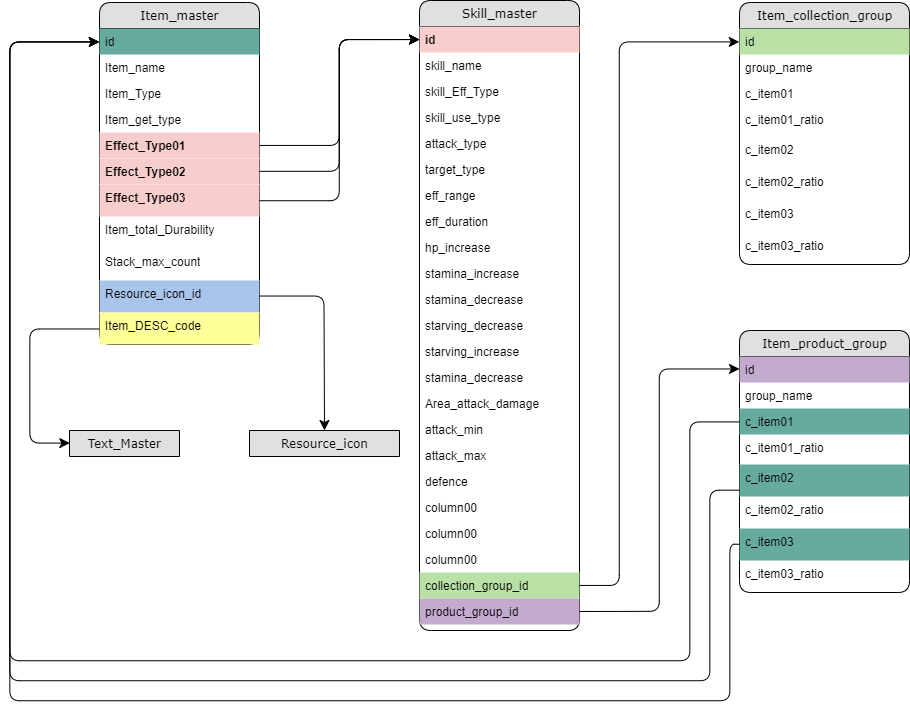 Item_master
id
Item_name
Item_Type
Item_get_type
Effect_Type01
Effect_Type02
Effect_Type03
Item_total_Durability
Stack_max_count
Resource_icon_id
Item_DESC_code
Text_Master
Resource_icon
Skill_master
id
skill_name
skill_Eff_Type
skill_use_type
attack_type
target_type
eff_range
eff_duration
hp_increase
stamina_increase
stamina_decrease
starving_decrease
starving_increase
stamina_decrease
Area_attack_damage
attack_min
attack_max
defence
column00
column00
column00
collection_group_id
product_group_id
Item_collection_group
id
group_name
c_item01
c_item01_ratio
c_item02
c_item02_ratio
c_item03
c_item03_ratio
Item_product_group
id
group_name
c_item01
c_item01_ratio
c_item02
c_item02_ratio
c_item03
c_item03_ratio